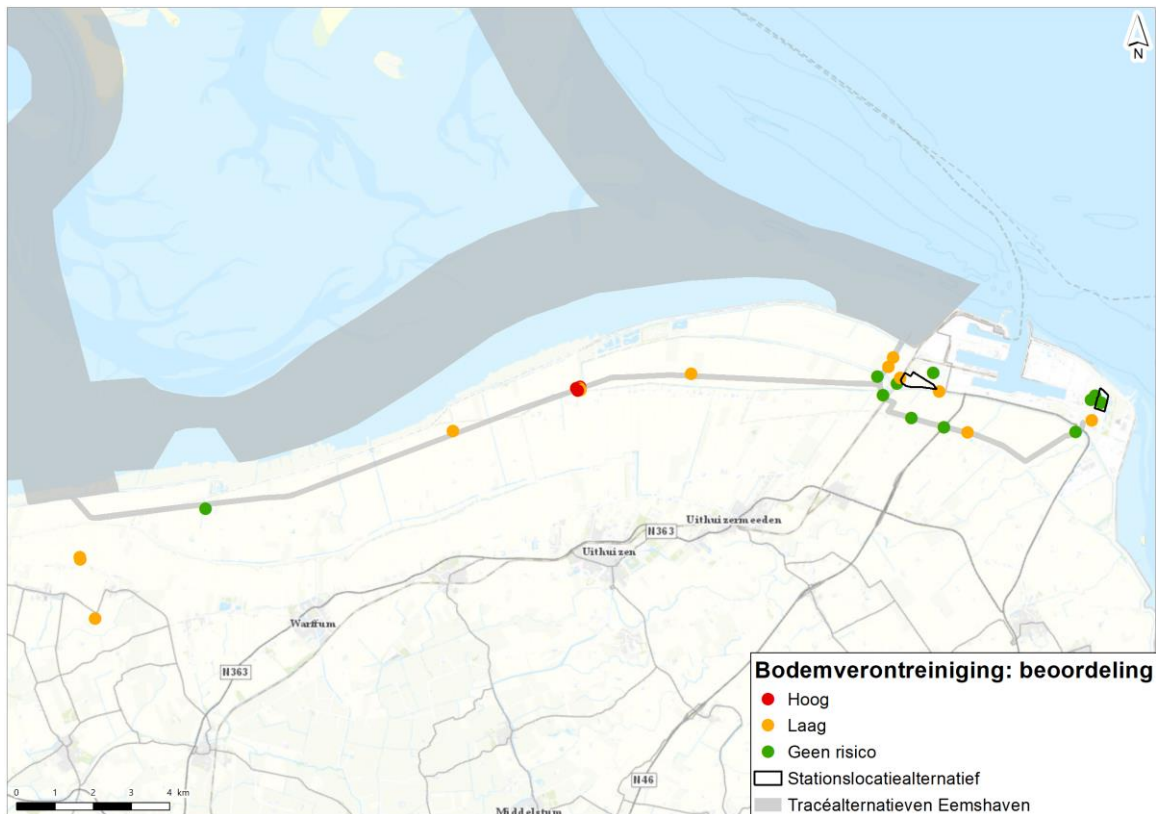 N
Uithuizermeeden
N363
Uithuizen
Warffum
N363
N46
Middelstum
0 1 2 3 4 km
Bodemverontreiniging: beoordeling
Hoog
Laag
Geen risico
Stationslocatiealternatief
Tracéalternatieven Eemshaven